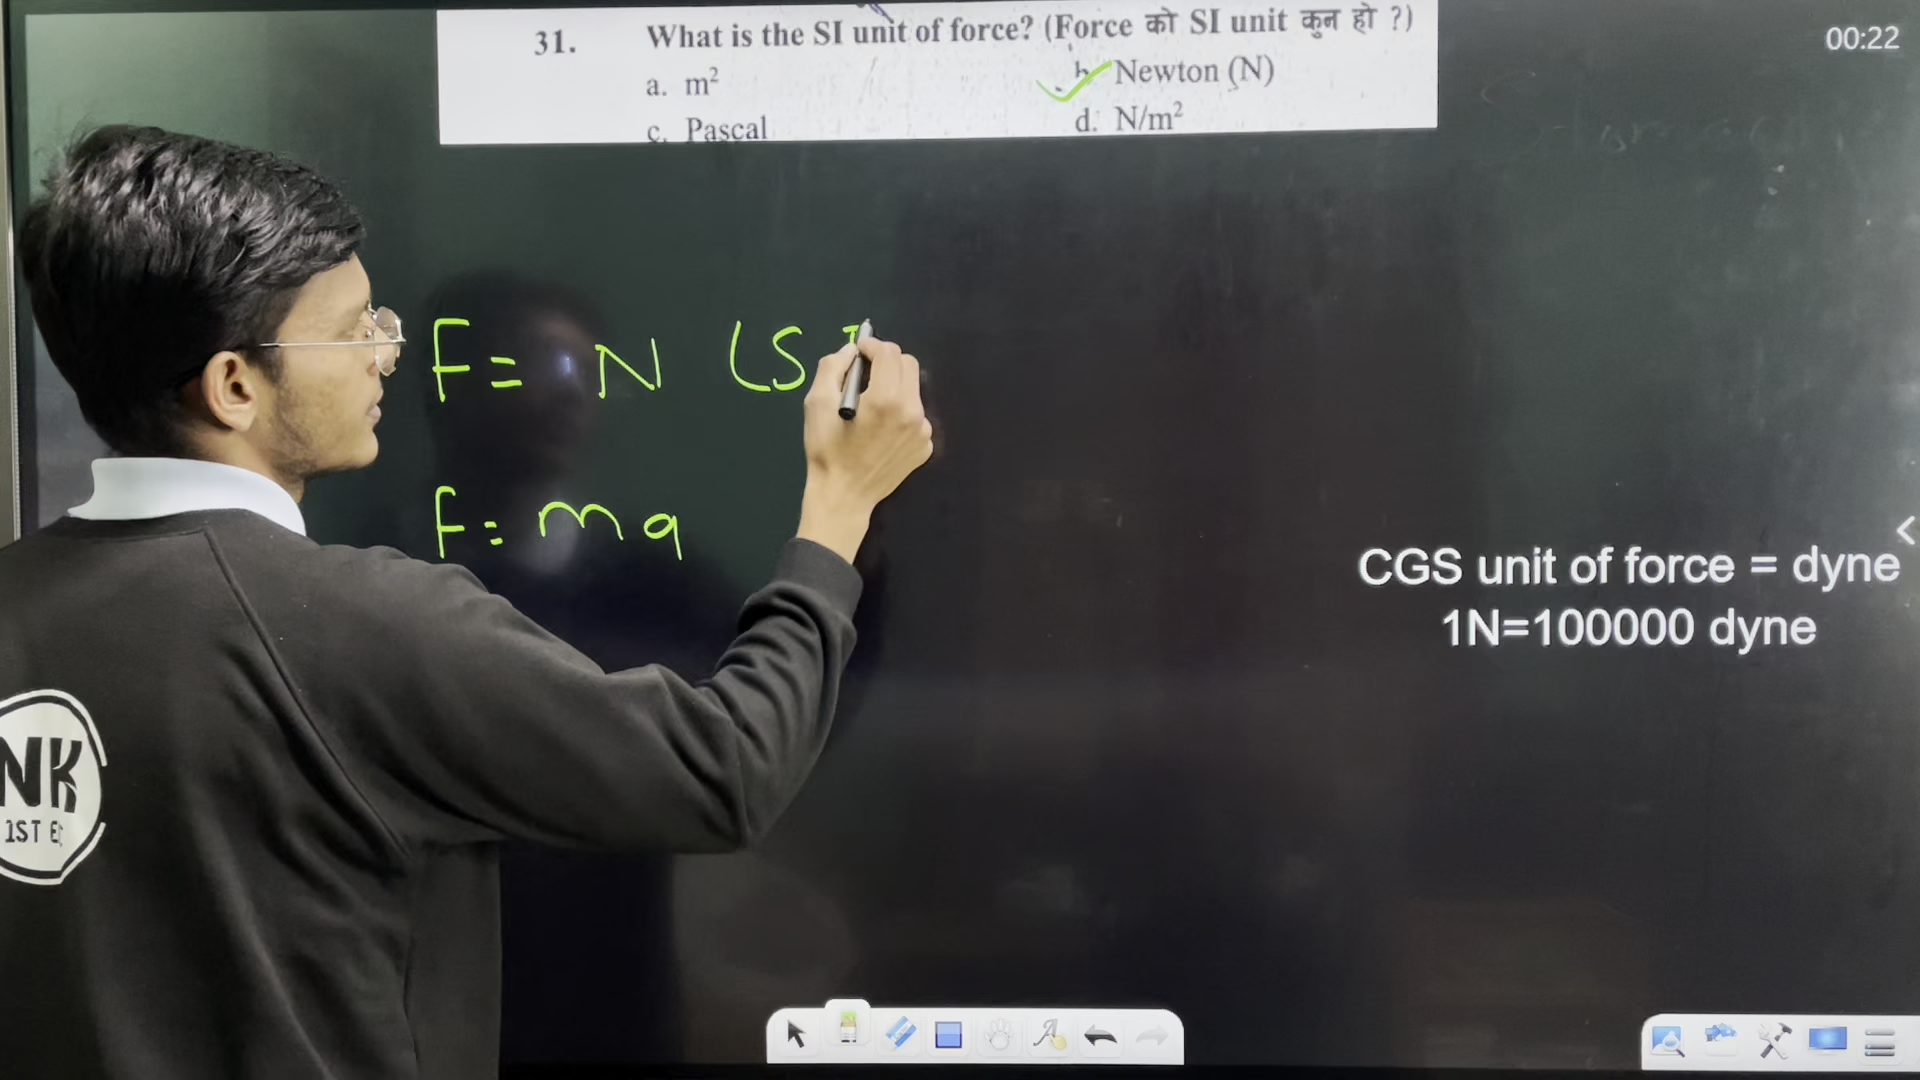 31. What is the SI unit of force? (Force को SI unit कुन हो ?)
a. m² b. Newton (N)
c. Pascal d. N/m²
00:22
F = N (S I
F = ma
CGS unit of force = dyne
1N=100000 dyne
NK
1ST